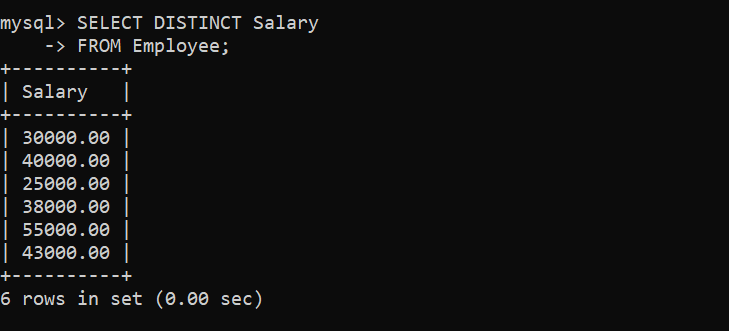 mysql> SELECT DISTINCT Salary
    -> FROM Employee;
+----------+
| Salary   |
+----------+
| 30000.00 |
| 40000.00 |
| 25000.00 |
| 38000.00 |
| 55000.00 |
| 43000.00 |
+----------+
6 rows in set (0.00 sec)